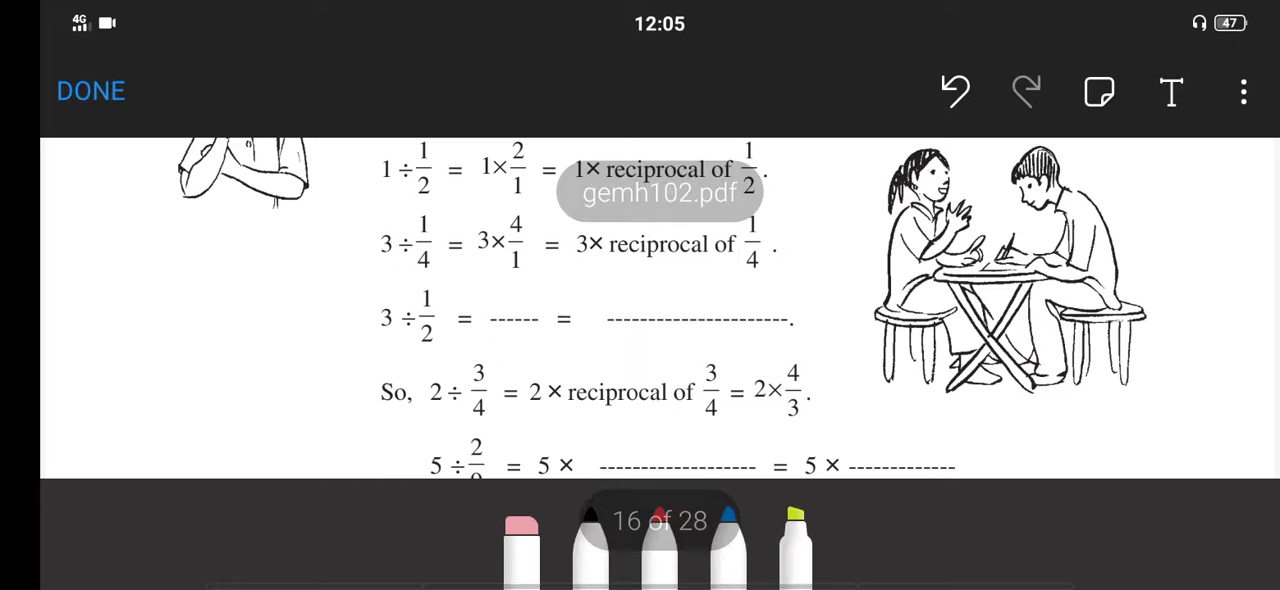 4G 12:05 47
DONE T
1 ÷ 1/2 = 1 × 2/1 = 1 × reciprocal of 1/2.
gemh102.pdf
3 ÷ 1/4 = 3 × 4/1 = 3 × reciprocal of 1/4 .
3 ÷ 1/2 = ------ = ----------------------.
So, 2 ÷ 3/4 = 2 × reciprocal of 3/4 = 2 × 4/3.
5 ÷ 2/ = 5 × ------------------- = 5 × -------------
16 of 28